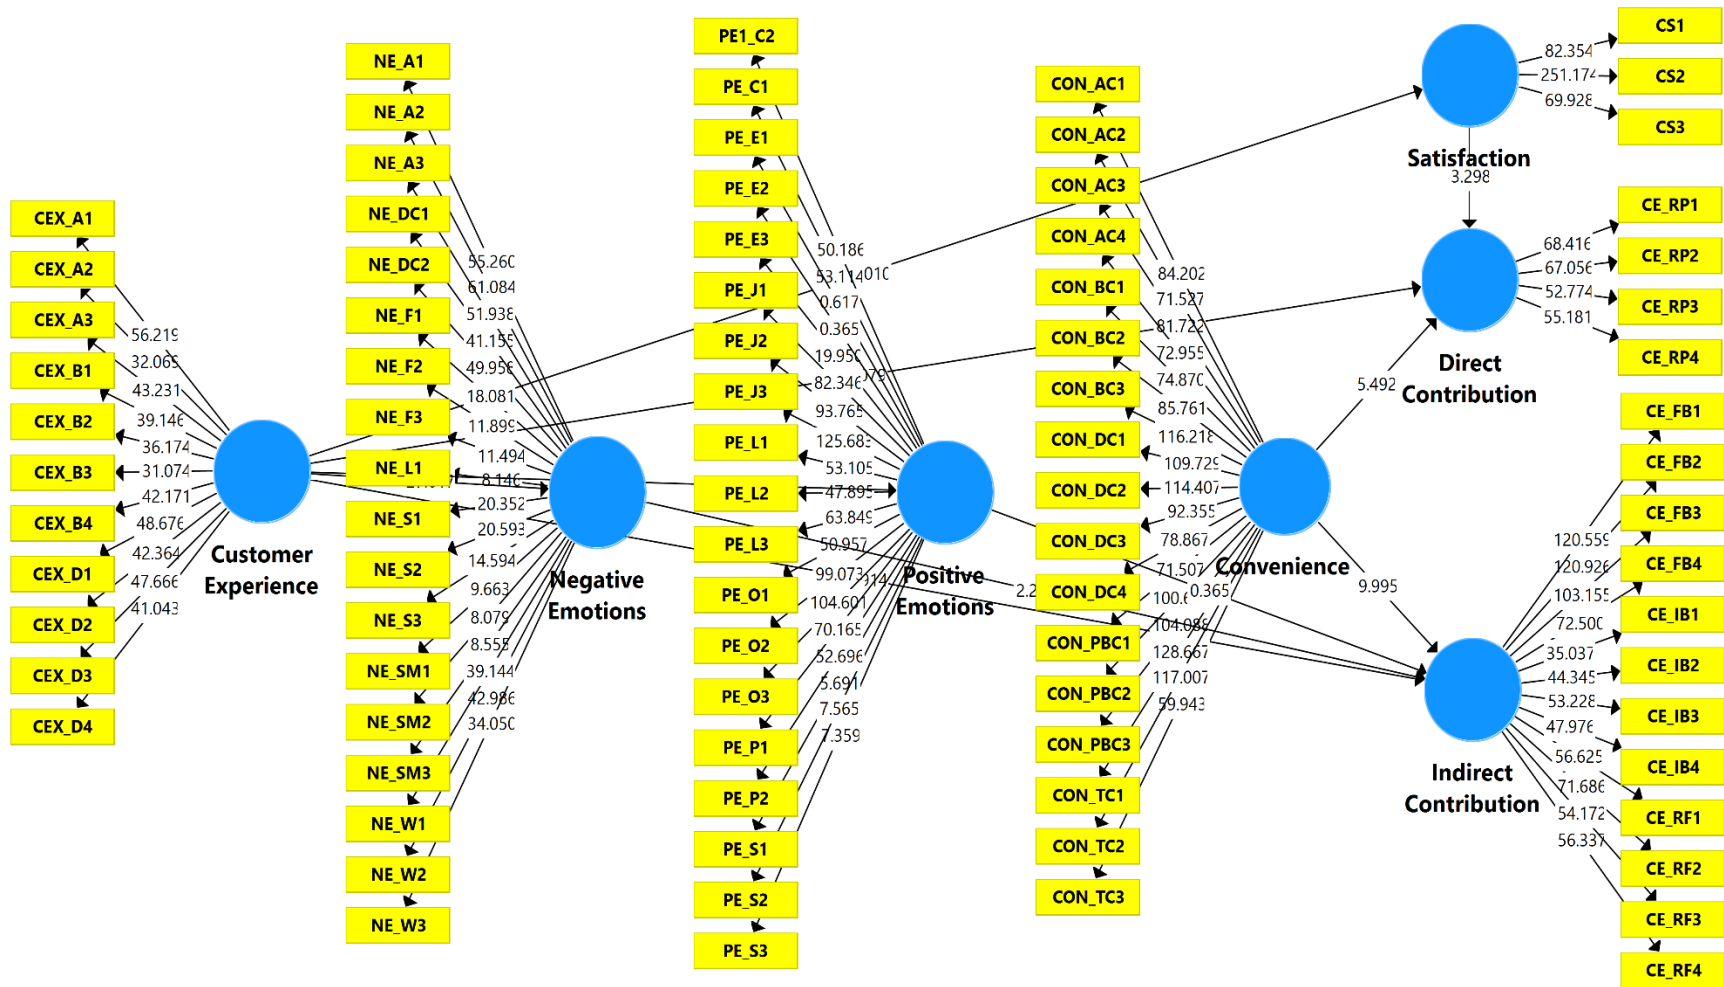 CEX_A1
CEX_A2
CEX_A3
CEX_B1
CEX_B2
CEX_B3
CEX_B4
CEX_D1
CEX_D2
CEX_D3
CEX_D4
56.219
32.069
43.231
39.146
36.174
31.074
42.171
48.676
42.364
47.666
41.043
Customer
Experience
NE_A1
NE_A2
NE_A3
NE_DC1
NE_DC2
NE_F1
NE_F2
NE_F3
NE_L1
NE_S1
NE_S2
NE_S3
NE_SM1
NE_SM2
NE_SM3
NE_W1
NE_W2
NE_W3
55.260
61.084
51.938
41.155
49.956
18.081
11.899
11.494
8.146
20.352
20.593
14.594
9.663
8.079
8.555
39.144
42.986
34.050
Negative
Emotions
PE1_C2
PE_C1
PE_E1
PE_E2
PE_E3
PE_J1
PE_J2
PE_J3
PE_L1
PE_L2
PE_L3
PE_O1
PE_O2
PE_O3
PE_P1
PE_P2
PE_S1
PE_S2
PE_S3
50.186
53.114
0.617
0.365
19.950
82.346
93.765
125.683
53.105
47.895
63.849
50.957
99.073
104.601
70.165
52.696
5.691
7.565
7.359
Positive
Emotions
CON_AC1
CON_AC2
CON_AC3
CON_AC4
CON_BC1
CON_BC2
CON_BC3
CON_DC1
CON_DC2
CON_DC3
CON_DC4
CON_PBC1
CON_PBC2
CON_PBC3
CON_TC1
CON_TC2
CON_TC3
84.202
71.527
81.722
72.955
74.870
85.761
116.218
109.729
114.407
92.355
78.867
71.507
0.365
104.088
128.667
117.007
59.943
Convenience
5.492
9.995
CS1
CS2
CS3
82.354
251.174
69.928
Satisfaction
3.298
CE_RP1
CE_RP2
CE_RP3
CE_RP4
68.416
67.056
52.774
55.181
Direct
Contribution
CE_FB1
CE_FB2
CE_FB3
CE_FB4
CE_IB1
CE_IB2
CE_IB3
CE_IB4
CE_RF1
CE_RF2
CE_RF3
CE_RF4
120.559
120.926
103.155
72.500
35.037
44.345
53.228
47.976
56.625
71.686
54.172
56.337
Indirect
Contribution